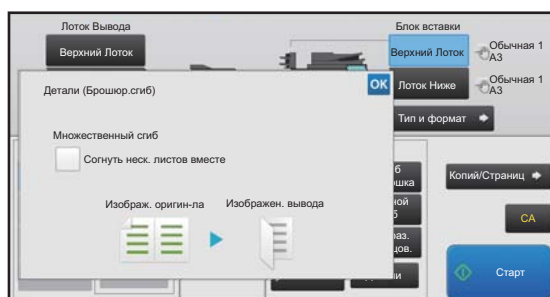 Лоток Вывода
Блок вставки
Верхний Лоток
Верхний Лоток
Обычная 1
A3
Лоток Ниже
Обычная 1
A3
Тип и формат
Детали (Брошюр.сгиб)
OK
Множественный сгиб
Согнуть неск. листов вместе
Изображ. оригин-ла
Изображен. вывода
Копий/Страниц
CA
Старт